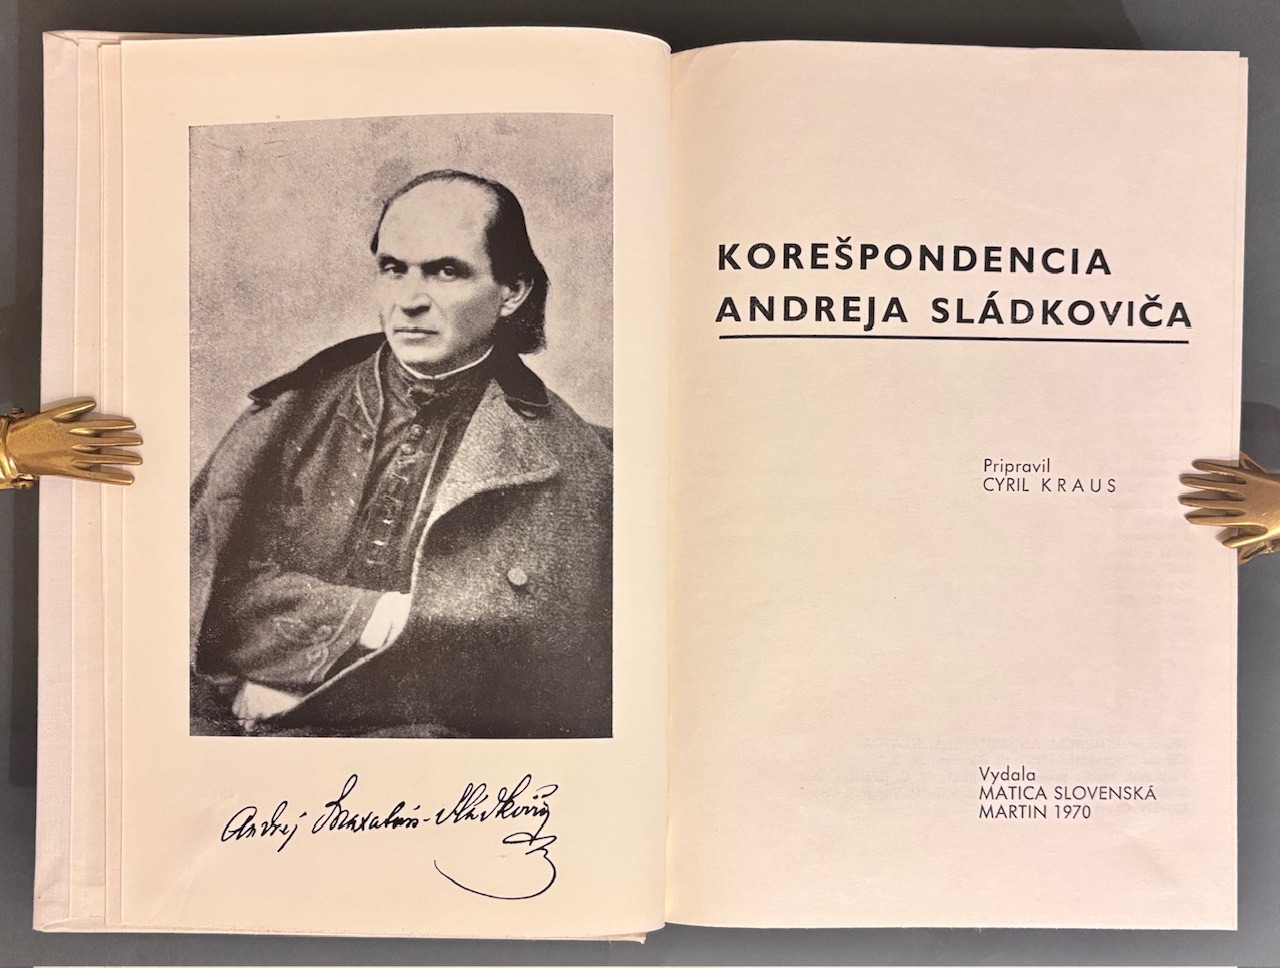 Andrej Braxatoris-Sládkovič
KOREŠPONDENCIA
ANDREJA SLÁDKOVIČA
Pripravil
CYRIL KRAUS
Vydala
MATICA SLOVENSKÁ
MARTIN 1970